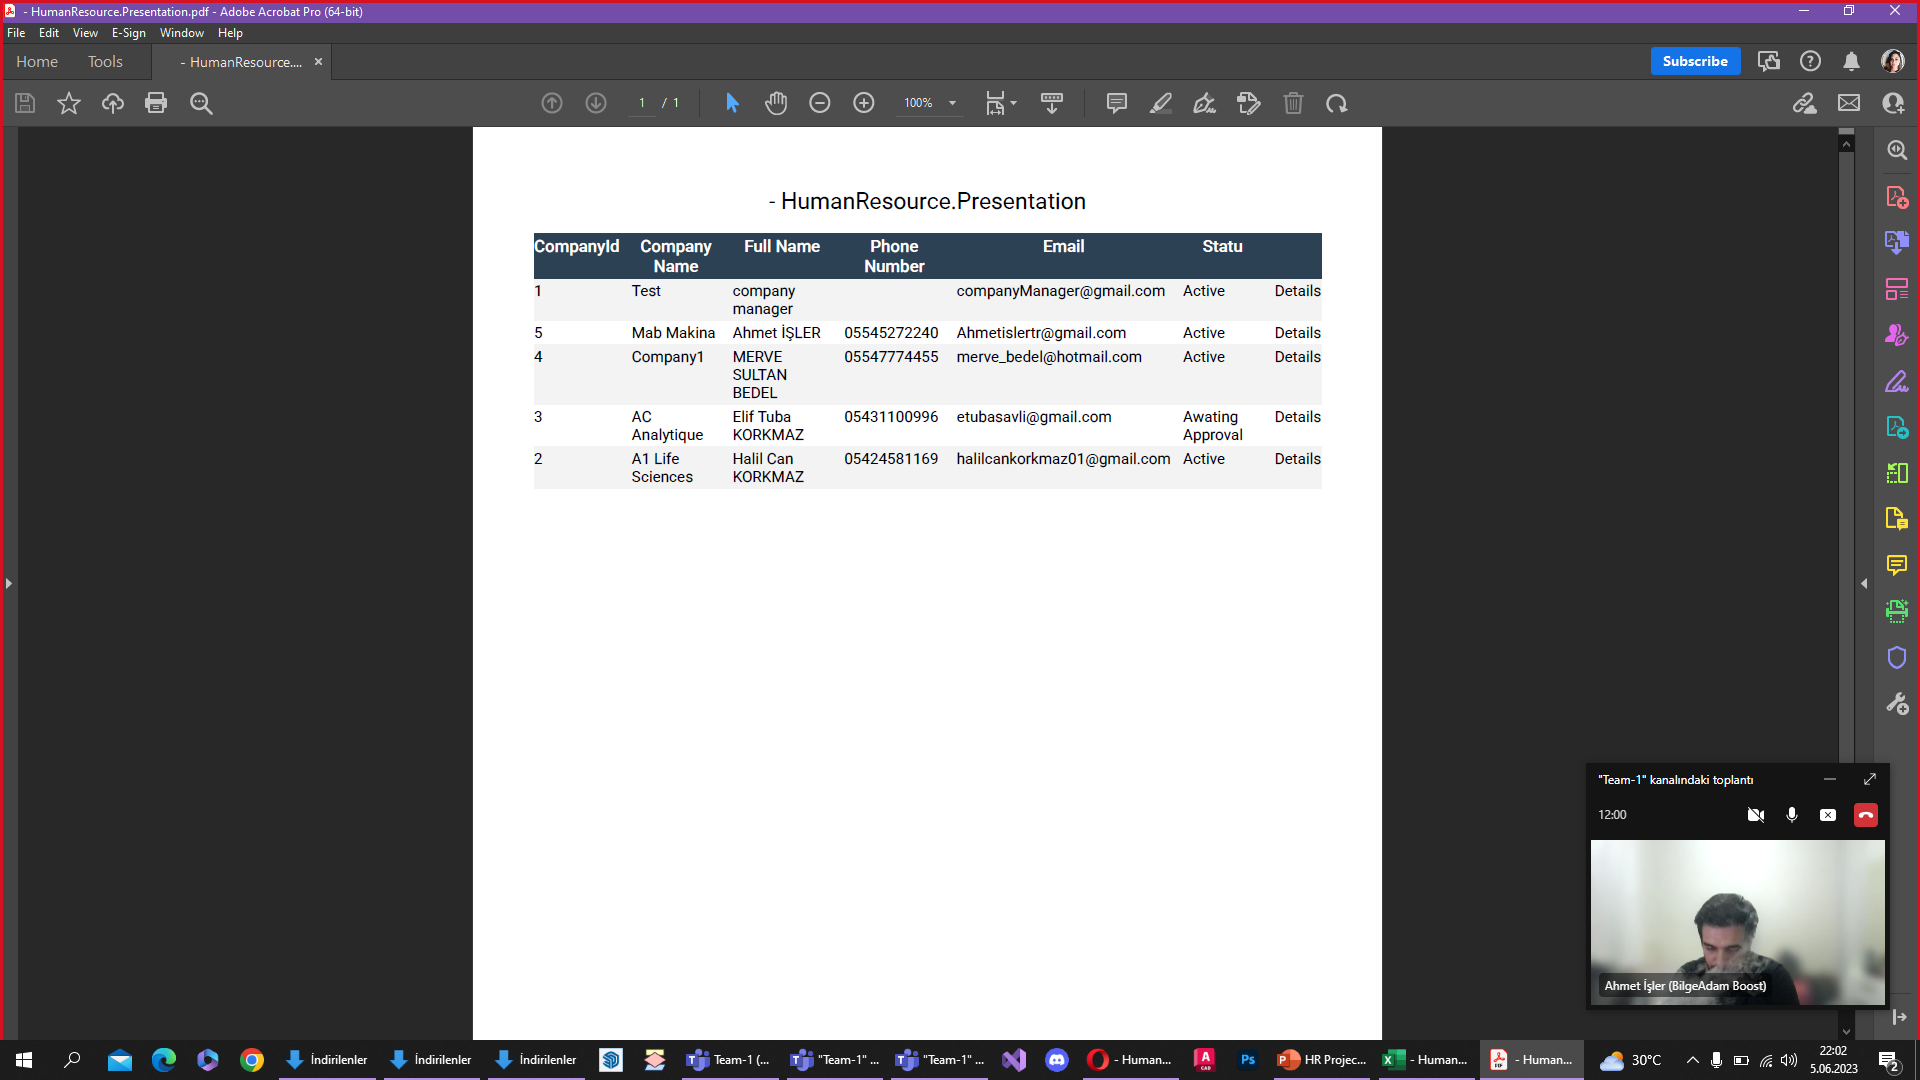 - HumanResource.Presentation.pdf - Adobe Acrobat Pro (64-bit)
File Edit View E-Sign Window Help
Home Tools - HumanResource.... ×
Subscribe
1 / 1 100%
- HumanResource.Presentation
CompanyId Company Name Full Name Phone Number Email Statu
1 Test company manager companyManager@gmail.com Active Details
5 Mab Makina Ahmet İŞLER 05545272240 Ahmetislertr@gmail.com Active Details
4 Company1 MERVE SULTAN BEDEL 05547774455 merve_bedel@hotmail.com Active Details
3 AC Analytique Elif Tuba KORKMAZ 05431100996 etubasavli@gmail.com Awating Approval Details
2 A1 Life Sciences Halil Can KORKMAZ 05424581169 halilcankorkmaz01@gmail.com Active Details
"Team-1" kanalındaki toplantı
12:00
Ahmet İşler (BilgeAdam Boost)
İndirilenler İndirilenler İndirilenler Team-1 (... "Team-1" ... "Team-1" ... - Human... Ps HR Projec... - Human... - Human... 30°C
22:02
5.06.2023
2